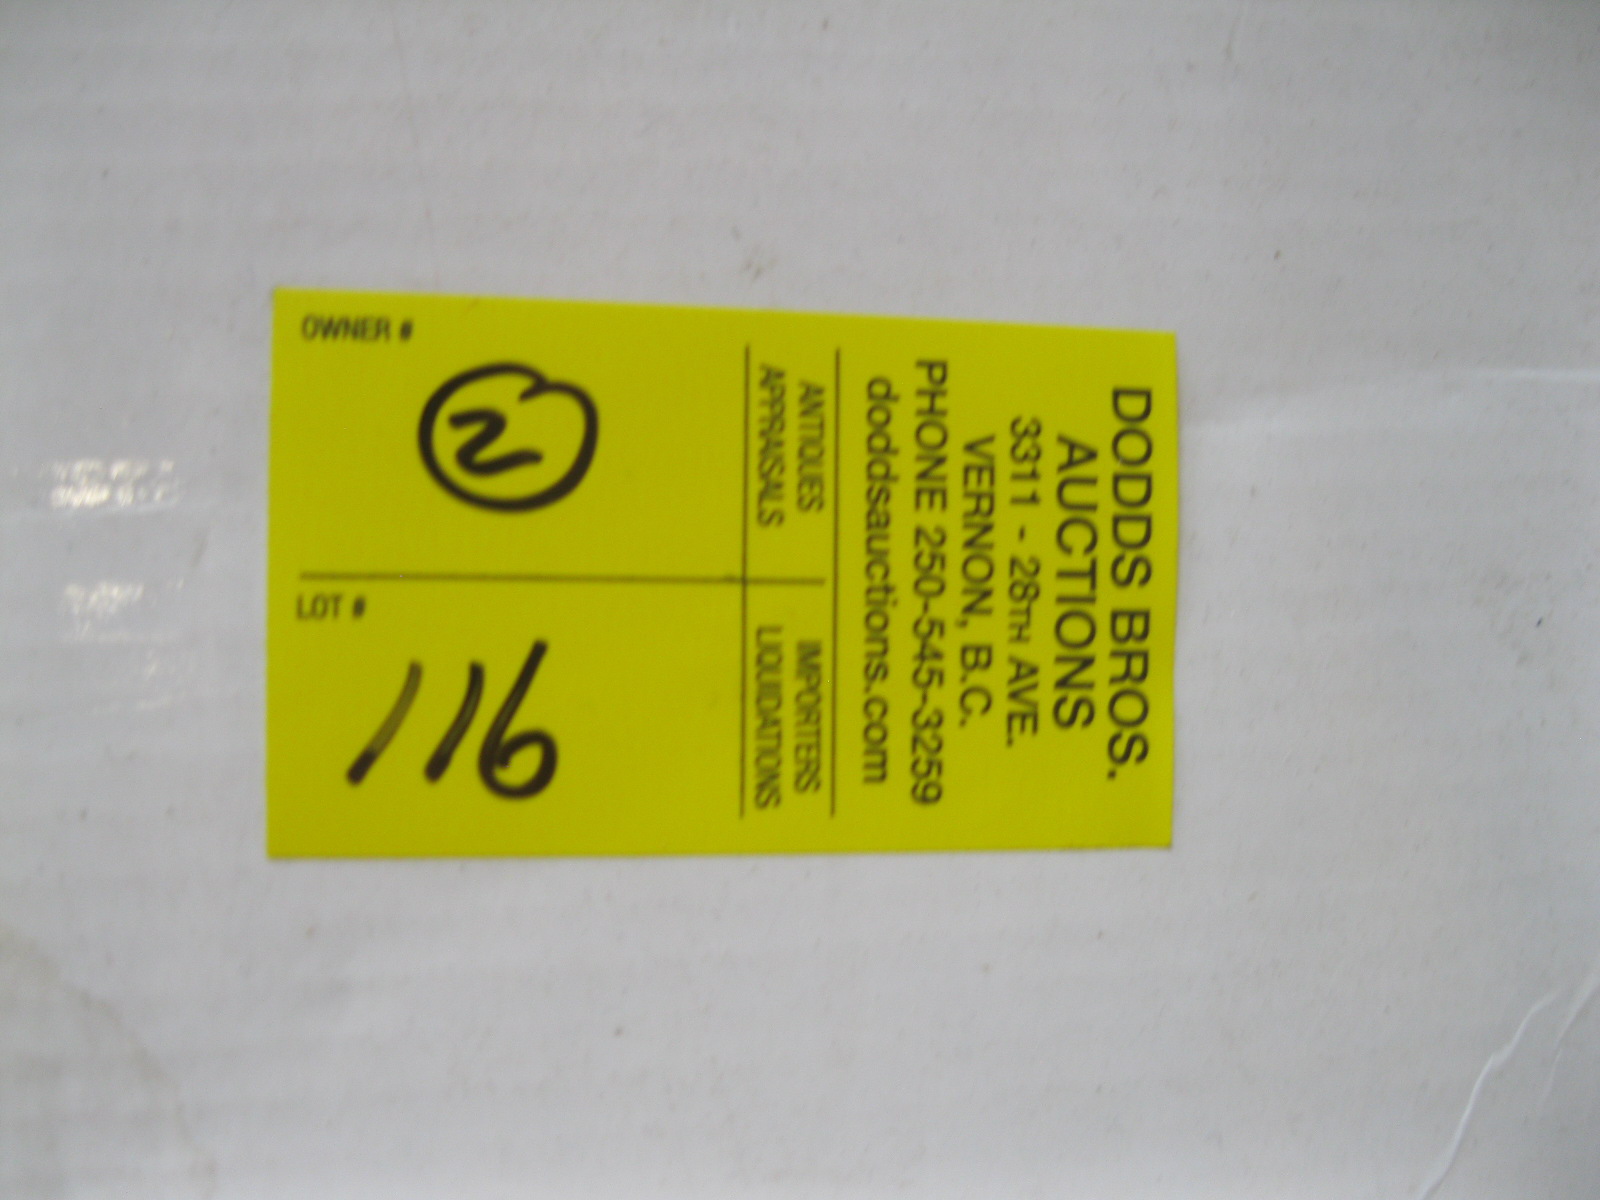 DODDS BROS.
AUCTIONS
3311 - 28TH AVE.
VERNON, B.C.
PHONE 250-545-3259
doddsauctions.com
ANTIQUES IMPORTERS
APPRAISALS LIQUIDATIONS
OWNER #
LOT #
116